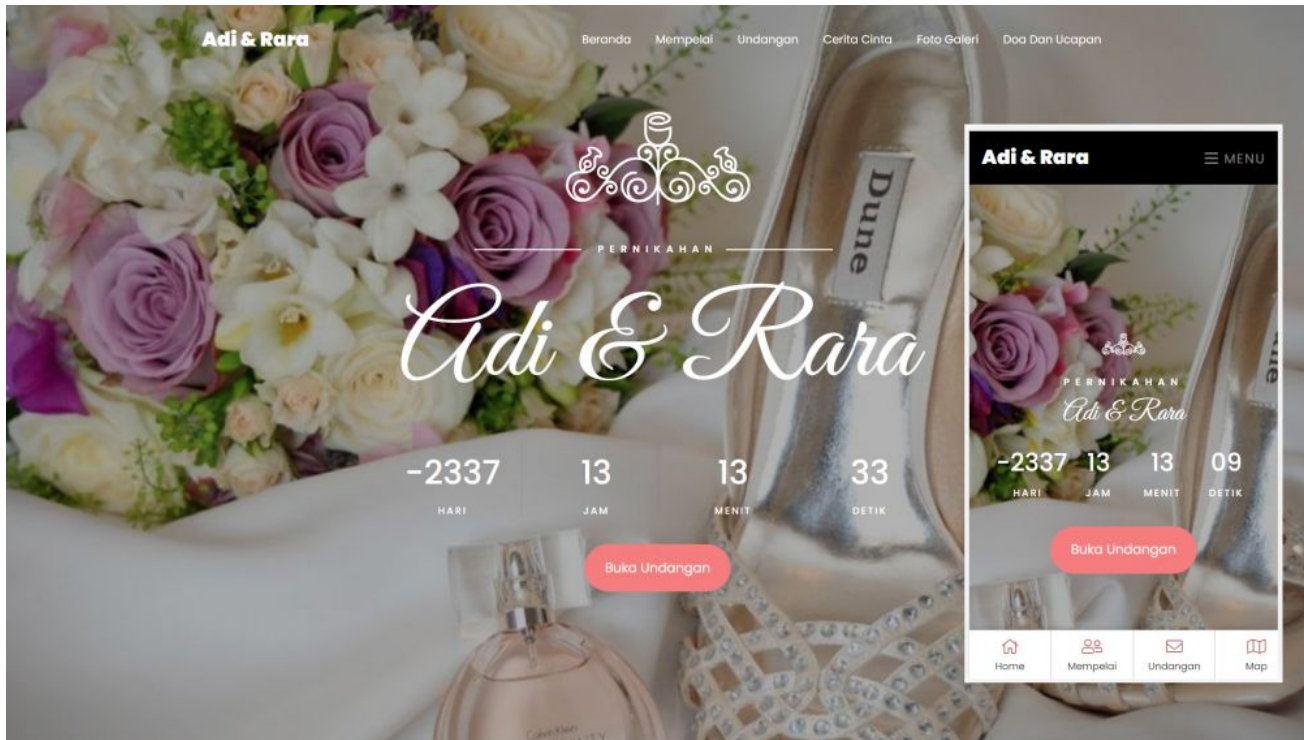 Adi & Rara
Beranda Mempelai Undangan Cerita Cinta Foto Galeri Doa Dan Ucapan
PERNIKAHAN
Adi & Rara
-2337 13 13 33
HARI JAM MENIT DETIK
Buka Undangan
Dune
Adi & Rara
MENU
PERNIKAHAN
Adi & Rara
-2337 13 13 09
HARI JAM MENIT DETIK
Buka Undangan
Home Mempelai Undangan Map